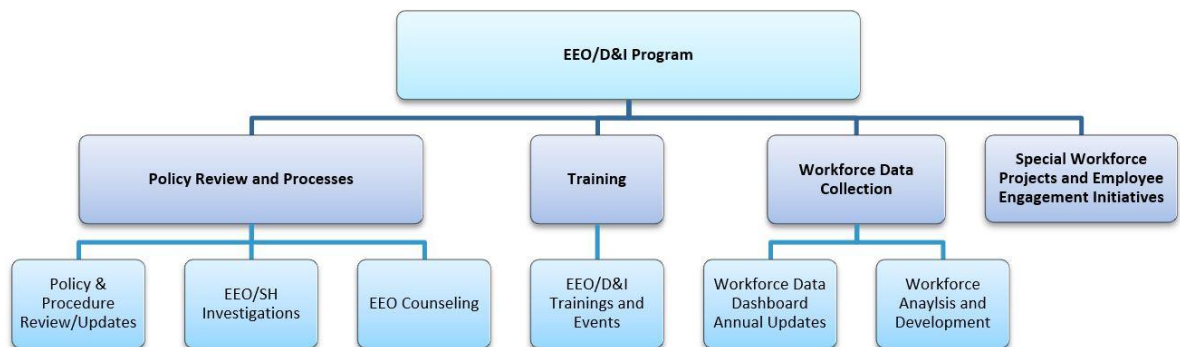 EEO/D&I Program
Policy Review and Processes
Training
Workforce Data
Collection
Special Workforce
Projects and Employee
Engagement Initiatives
Policy &
Procedure
Review/Updates
EEO/SH
Investigations
EEO Counseling
EEO/D&I
Trainings and
Events
Workforce Data
Dashboard
Annual Updates
Workforce
Anaylsis and
Development